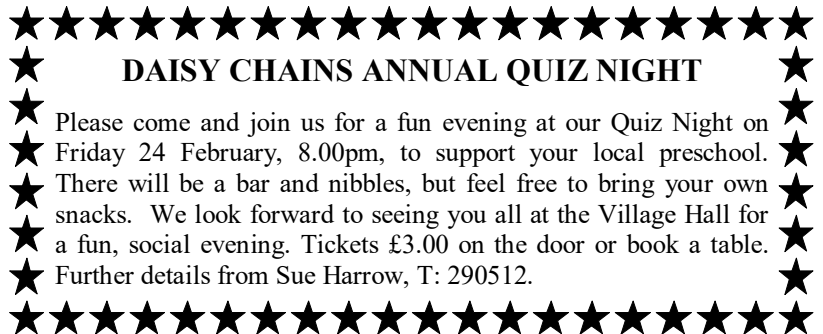 DAISY CHAINS ANNUAL QUIZ NIGHT
Please come and join us for a fun evening at our Quiz Night on
Friday 24 February, 8.00pm, to support your local preschool.
There will be a bar and nibbles, but feel free to bring your own
snacks.  We look forward to seeing you all at the Village Hall for
a fun, social evening. Tickets £3.00 on the door or book a table.
Further details from Sue Harrow, T: 290512.